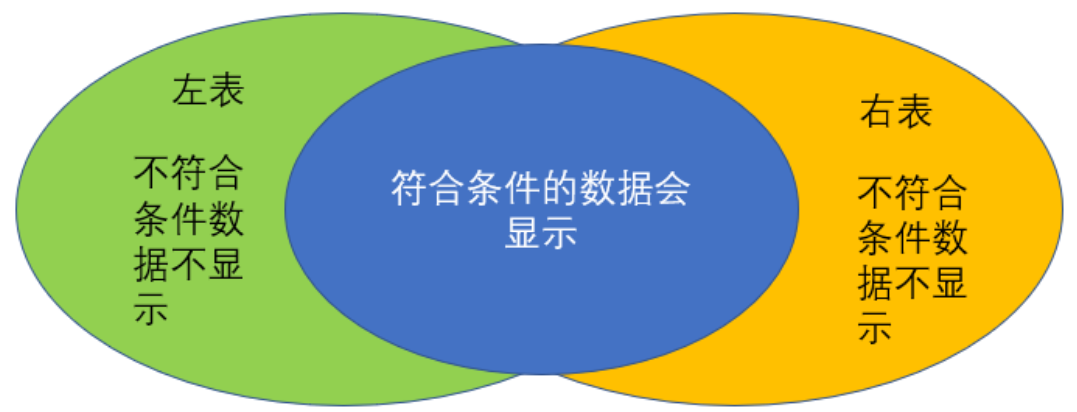 左表
不符合
条件数
据不显
示
符合条件的数据会
显示
右表
不符合
条件数
据不显
示